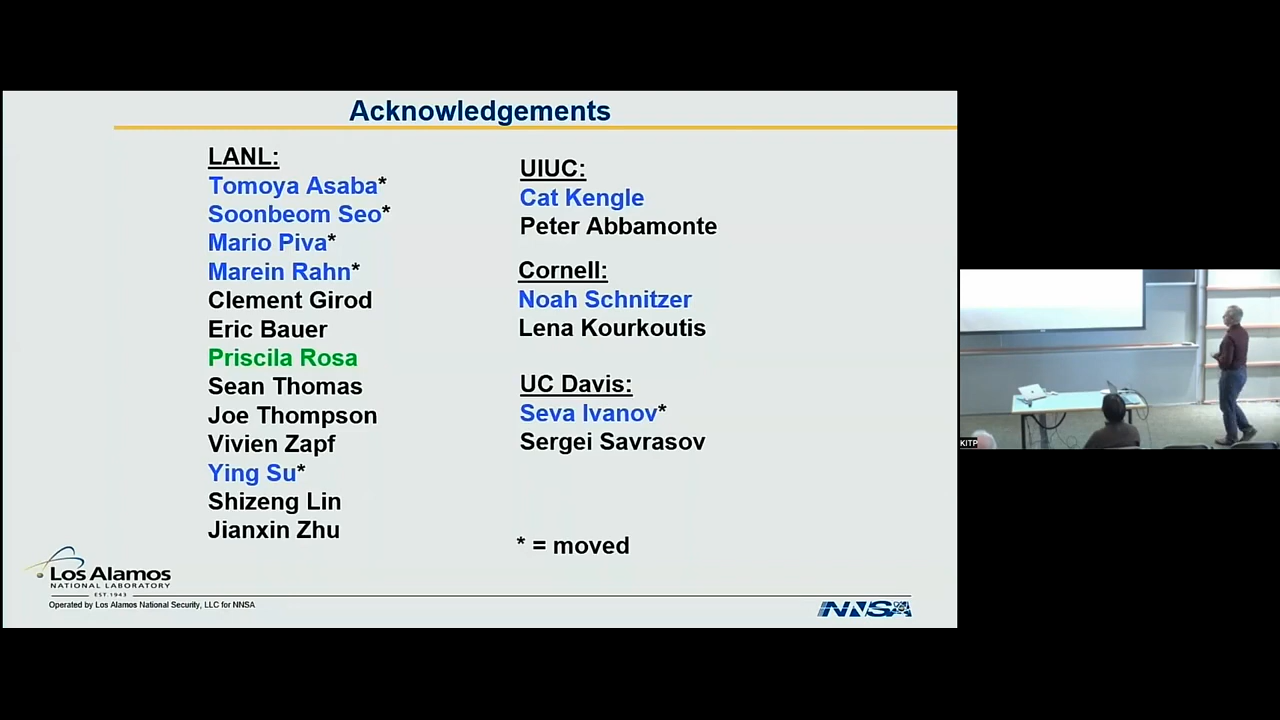 Acknowledgements
LANL:
Tomoya Asaba*
Soonbeom Seo*
Mario Piva*
Marein Rahn*
Clement Girod
Eric Bauer
Priscila Rosa
Sean Thomas
Joe Thompson
Vivien Zapf
Ying Su*
Shizeng Lin
Jianxin Zhu
UIUC:
Cat Kengle
Peter Abbamonte
Cornell:
Noah Schnitzer
Lena Kourkoutis
UC Davis:
Seva Ivanov*
Sergei Savrasov
* = moved
Los Alamos
NATIONAL LABORATORY
EST.1943
Operated by Los Alamos National Security, LLC for NNSA
NNSA
KITP